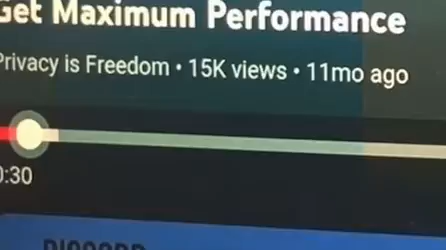 Get Maximum Performance
Privacy is Freedom • 15K views • 11mo ago
0:30